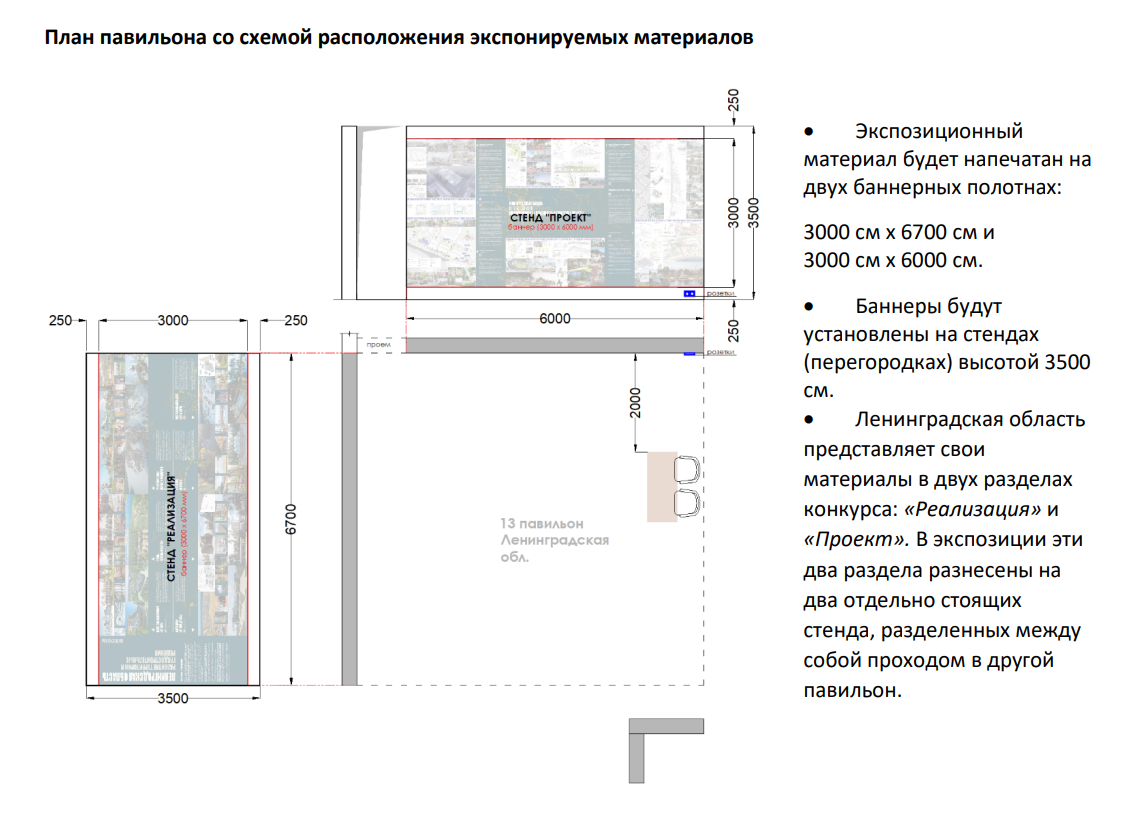 План павильона со схемой расположения экспонируемых материалов
250
СТЕНД "ПРОЕКТ"
баннер (3000 х 6000 мм)
3000
3500
розетки
6000
250
250
3000
250
проем
розетки
2000
СТЕНД "РЕАЛИЗАЦИЯ"
баннер (3000 х 6700 мм)
6700
ЛЕНИНГРАДСКАЯ ОБЛАСТЬ
3500
13 павильон
Ленинградская
обл.
• Экспозиционный
материал будет напечатан на
двух баннерных полотнах:
3000 см х 6700 см и
3000 см х 6000 см.
• Баннеры будут
установлены на стендах
(перегородках) высотой 3500
см.
• Ленинградская область
представляет свои
материалы в двух разделах
конкурса: «Реализация» и
«Проект». В экспозиции эти
два раздела разнесены на
два отдельно стоящих
стенда, разделенных между
собой проходом в другой
павильон.